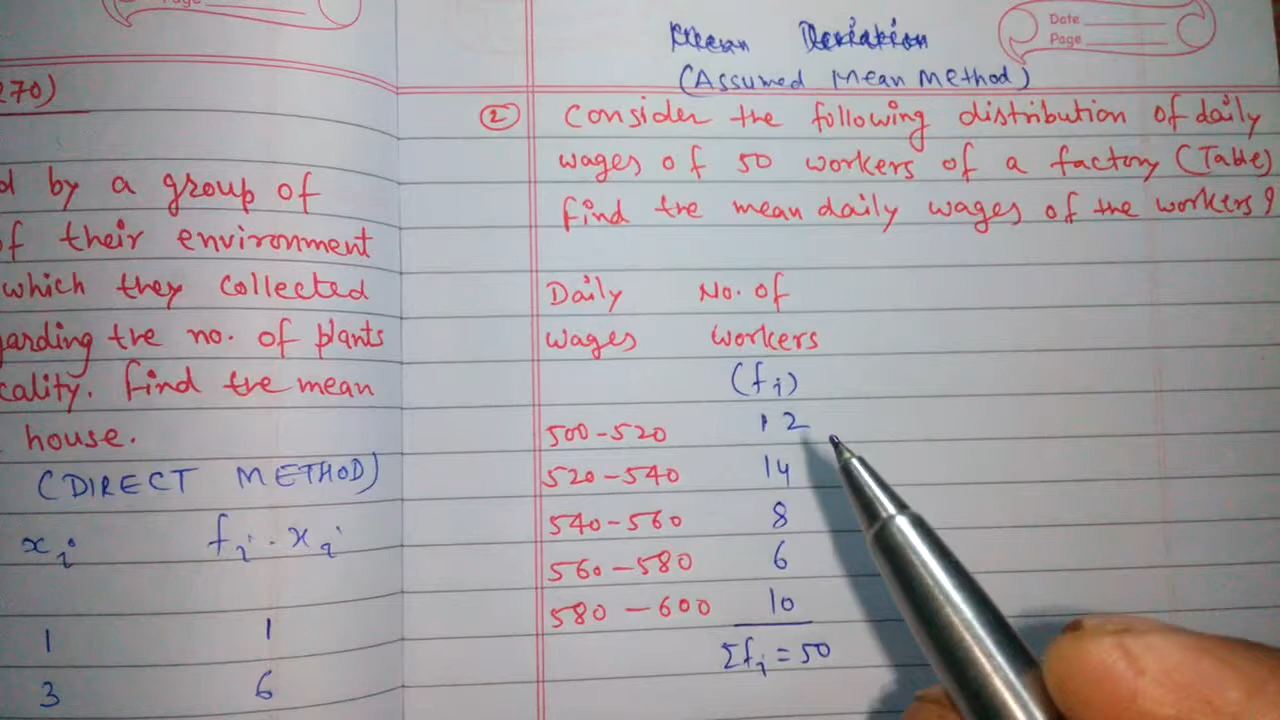 270)
d by a group of
f their environment
which they collected
garding the no. of plants
cality. Find the mean
house.
(DIRECT METHOD)
xi fi . xi
1 1
3 6
Date
Page
Mean Deviation
(Assumed Mean Method)
② Consider the following distribution of daily
wages of 50 workers of a factory (Table)
Find the mean daily wages of the workers?
Daily No. of
wages workers
(fi)
500-520 12
520-540 14
540-560 8
560-580 6
580-600 10
Σfi = 50